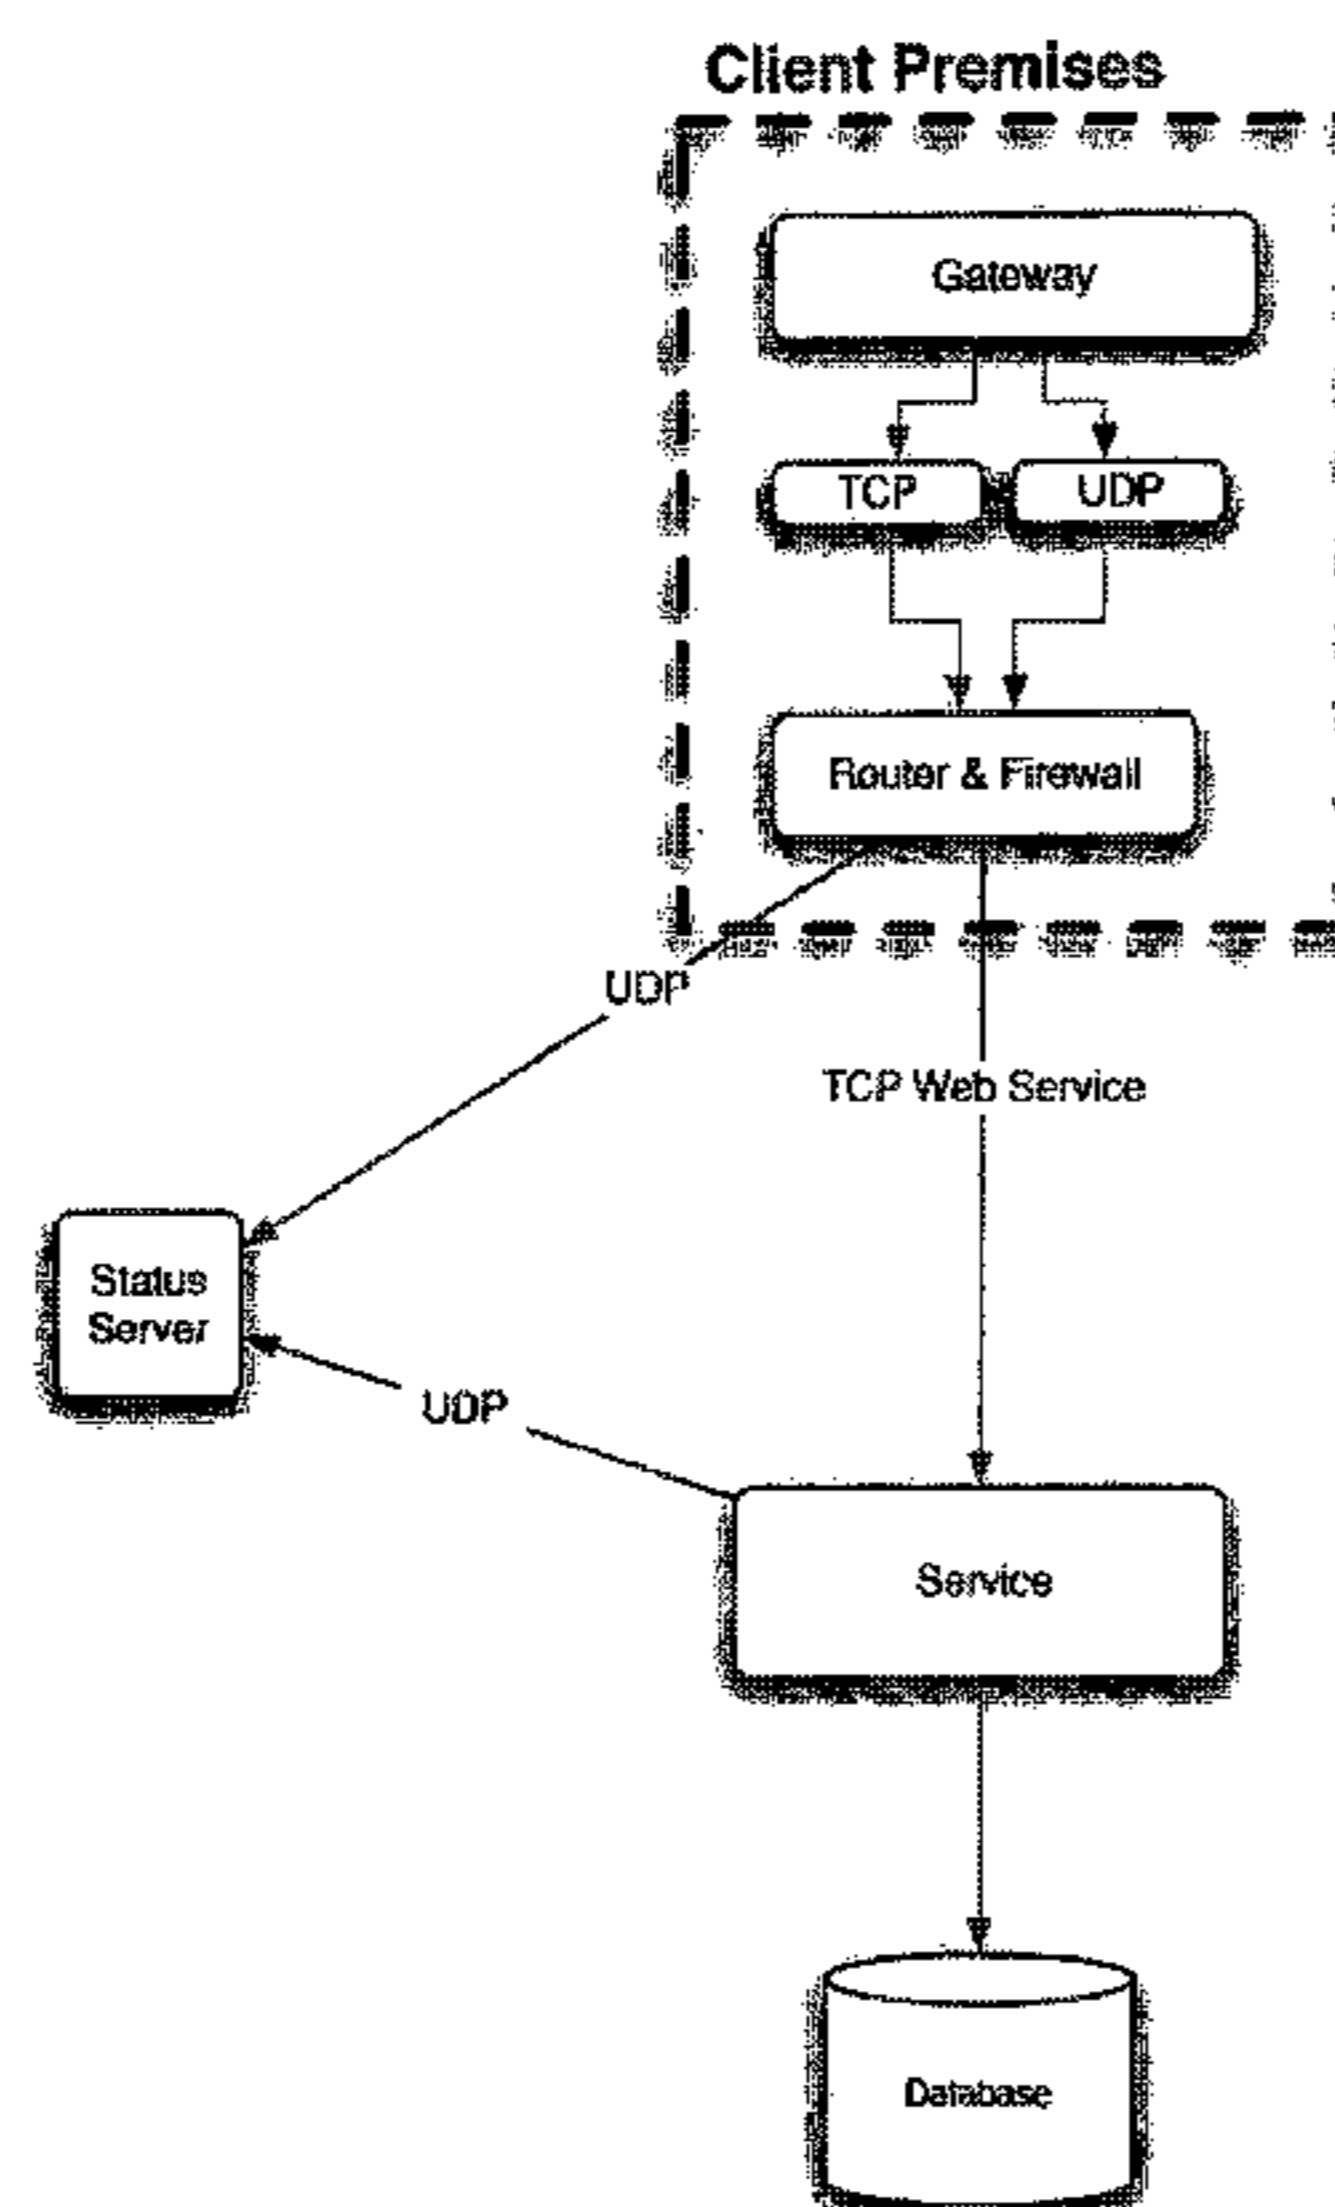 Client Premises
Gateway
TCP
UDP
Router & Firewall
UDP
TCP Web Service
Status
Server
UDP
Service
Database